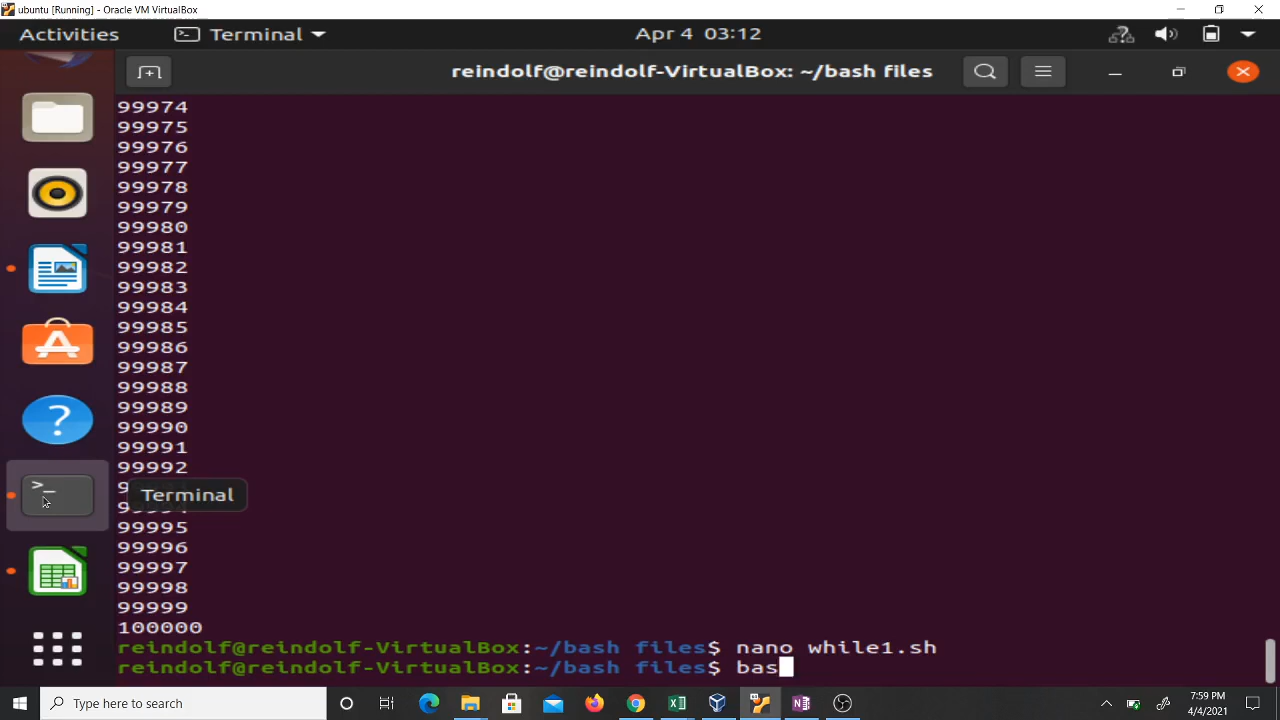 ubuntu [Running] - Oracle VM VirtualBox
Activities
Terminal
Apr 4 03:12
reindolf@reindolf-VirtualBox: ~/bash files
99974
99975
99976
99977
99978
99979
99980
99981
99982
99983
99984
99985
99986
99987
99988
99989
99990
99991
99992
Terminal
99995
99996
99997
99998
99999
100000
reindolf@reindolf-VirtualBox:~/bash files$ nano while1.sh
reindolf@reindolf-VirtualBox:~/bash files$ bas
Type here to search
7:59 PM
4/4/2021